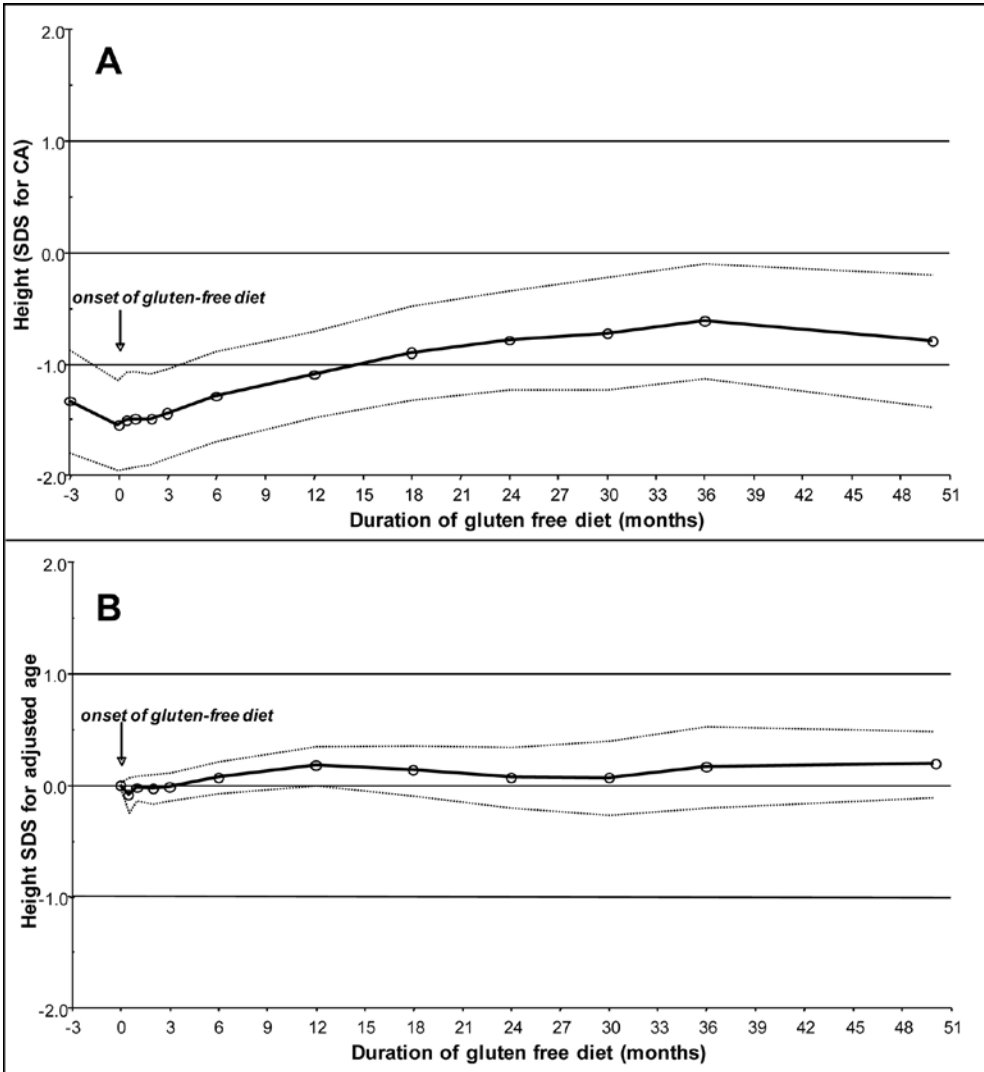 A
Height (SDS for CA)
2.0
1.0
0.0
-1.0
-2.0
onset of gluten-free diet
-3 0 3 6 9 12 15 18 21 24 27 30 33 36 39 42 45 48 51
Duration of gluten free diet (months)
B
Height SDS for adjusted age
2.0
1.0
0.0
-1.0
-2.0
onset of gluten-free diet
-3 0 3 6 9 12 15 18 21 24 27 30 33 36 39 42 45 48 51
Duration of gluten free diet (months)